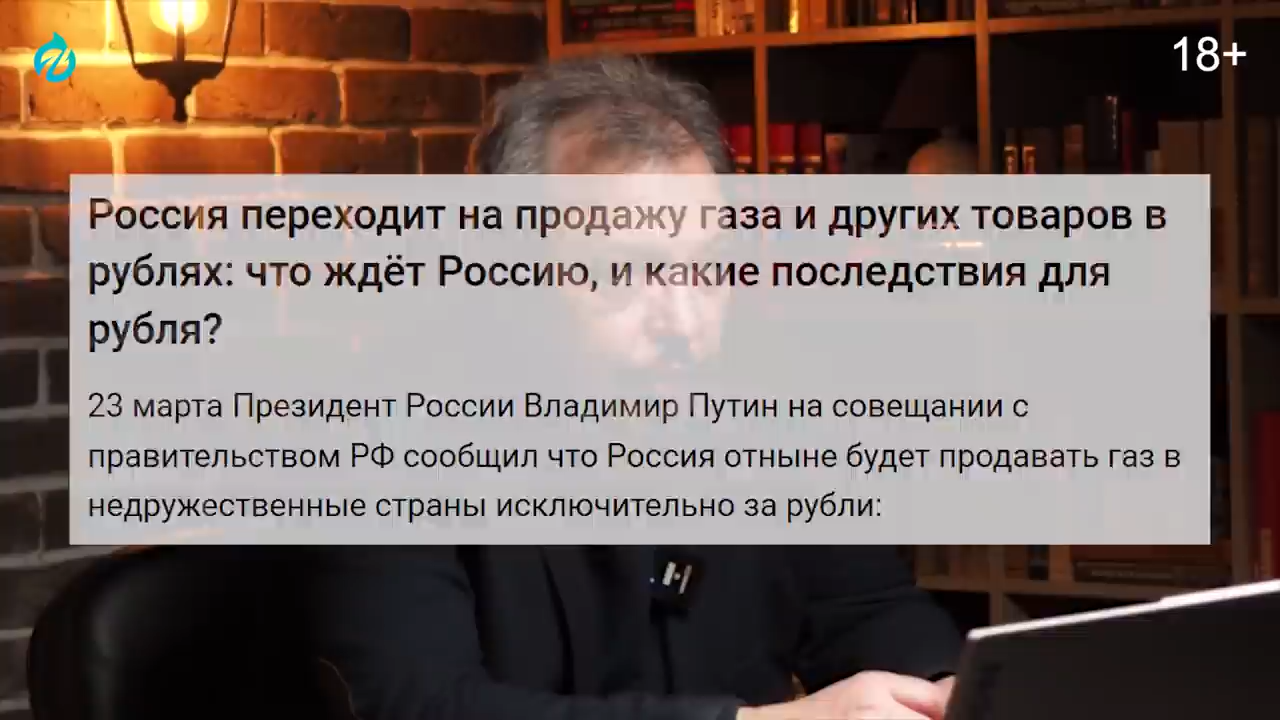 18+
Россия переходит на продажу газа и других товаров в
рублях: что ждёт Россию, и какие последствия для
рубля?
23 марта Президент России Владимир Путин на совещании с
правительством РФ сообщил что Россия отныне будет продавать газ в
недружественные страны исключительно за рубли: